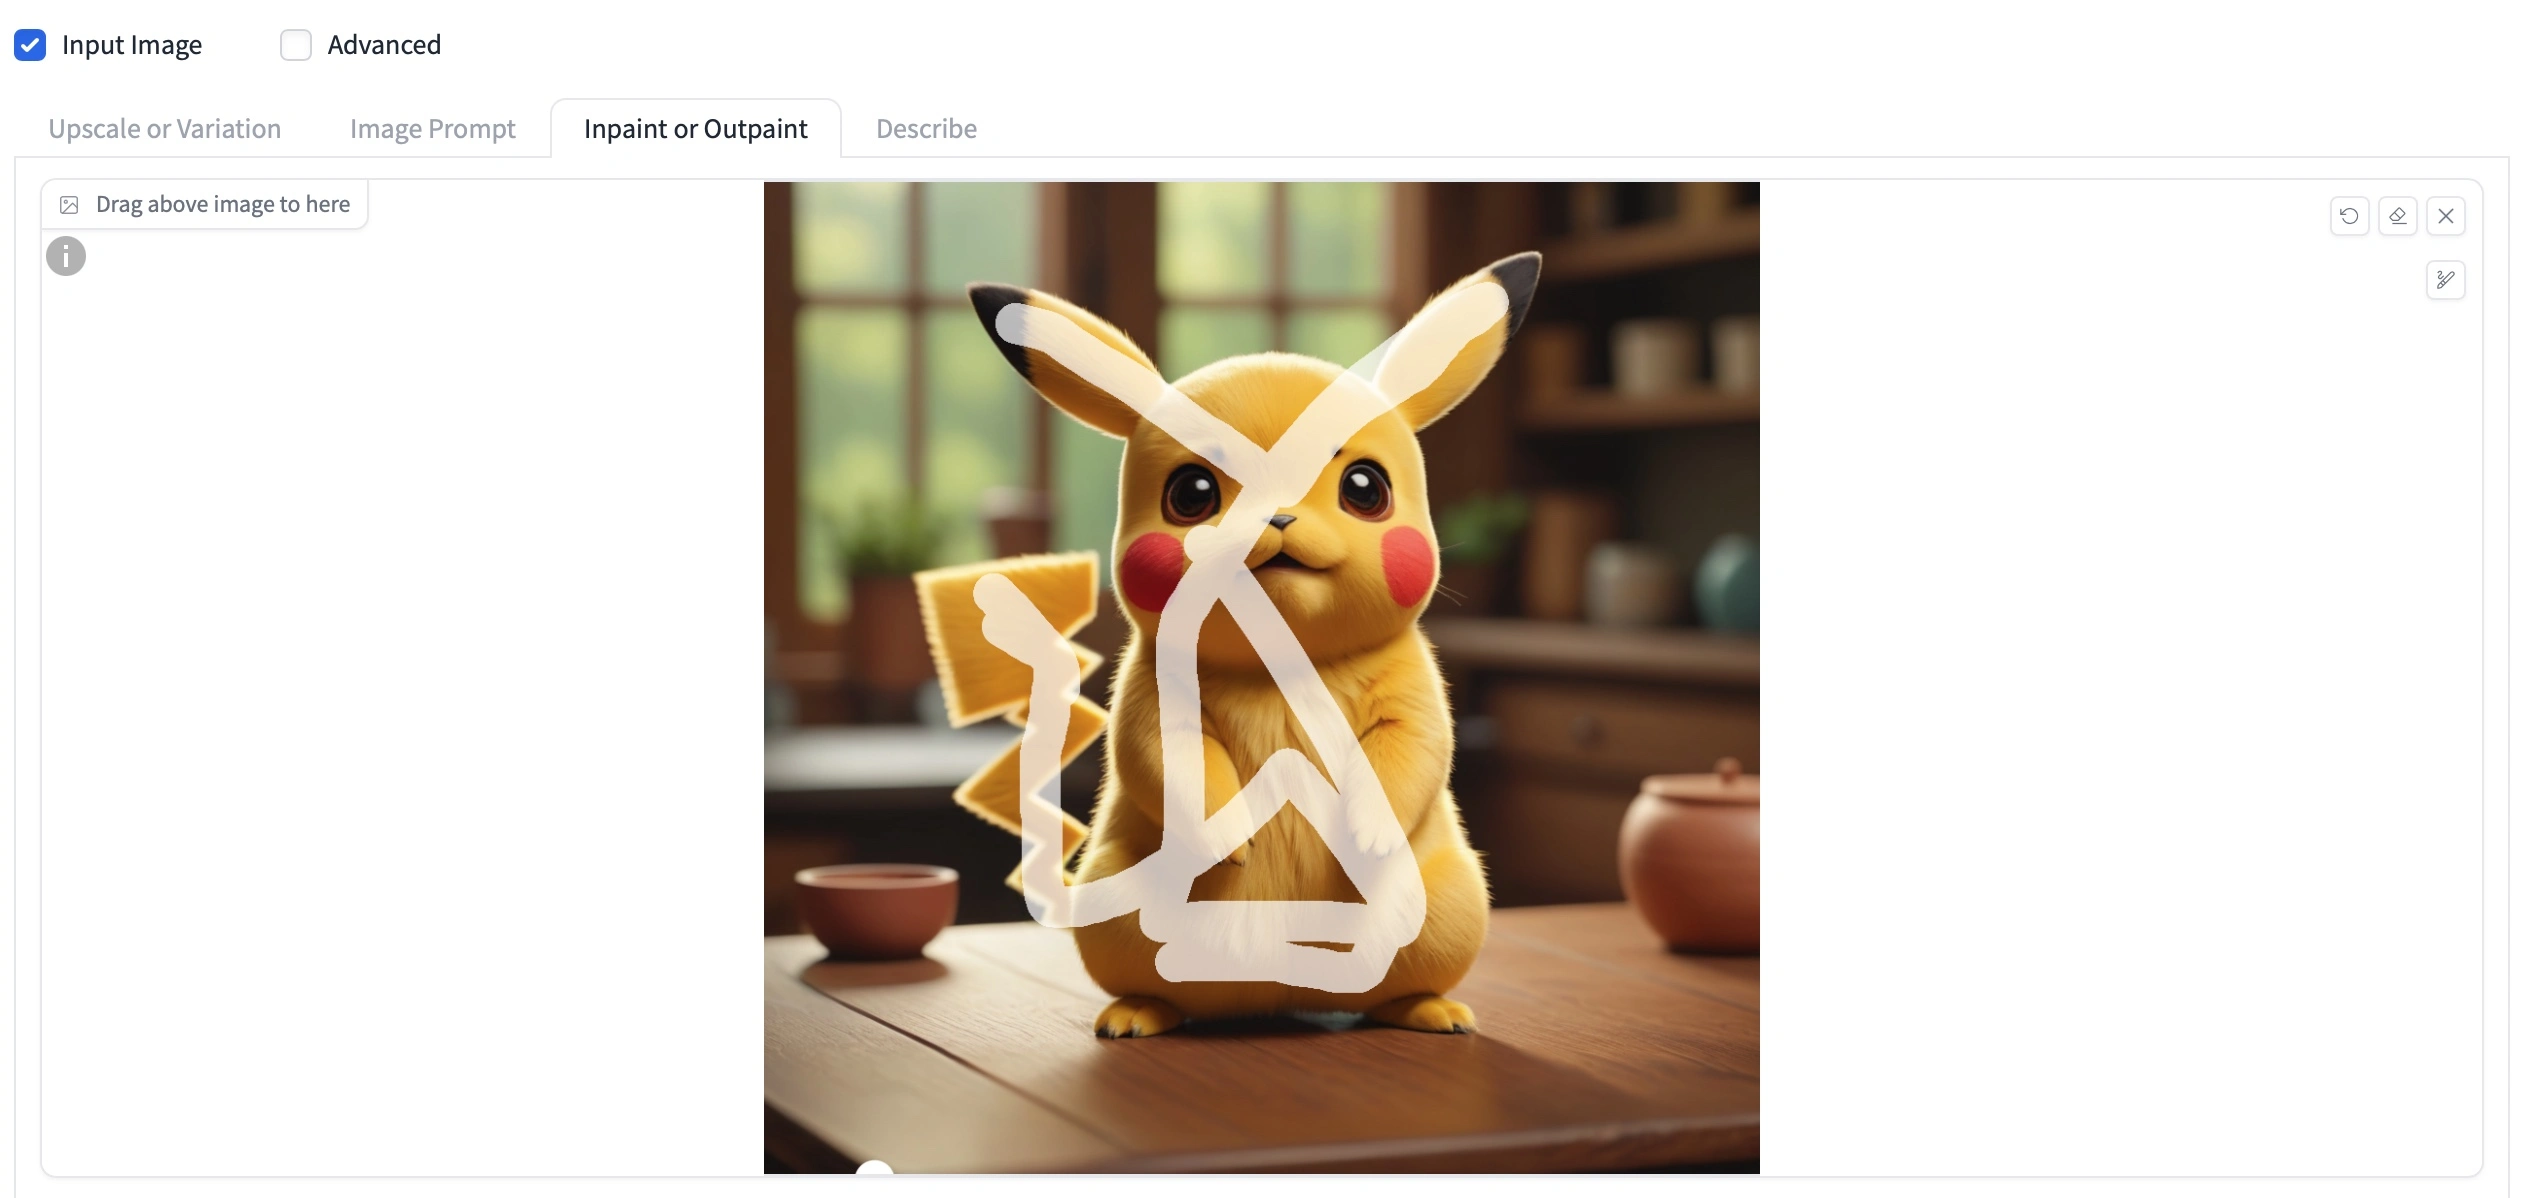 Input Image Advanced
Upscale or Variation Image Prompt Inpaint or Outpaint Describe
Drag above image to here
i